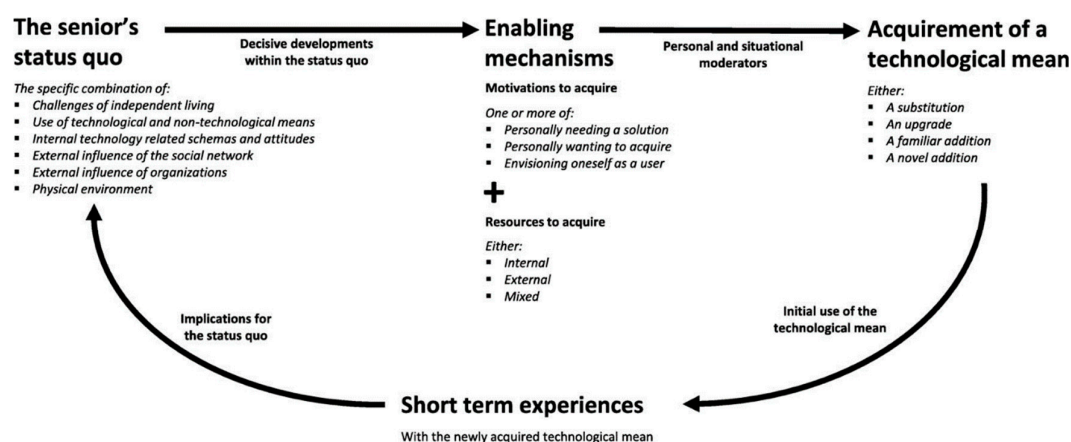 The senior's
status quo
The specific combination of:
▪ Challenges of independent living
▪ Use of technological and non-technological means
▪ Internal technology related schemas and attitudes
▪ External influence of the social network
▪ External influence of organizations
▪ Physical environment
Decisive developments
within the status quo
Enabling
mechanisms
Motivations to acquire
One or more of:
▪ Personally needing a solution
▪ Personally wanting to acquire
▪ Envisioning oneself as a user
+
Resources to acquire
Either:
▪ Internal
▪ External
▪ Mixed
Personal and situational
moderators
Acquirement of a
technological mean
Either:
▪ A substitution
▪ An upgrade
▪ A familiar addition
▪ A novel addition
Initial use of the
technological mean
Short term experiences
With the newly acquired technological mean
Implications for
the status quo